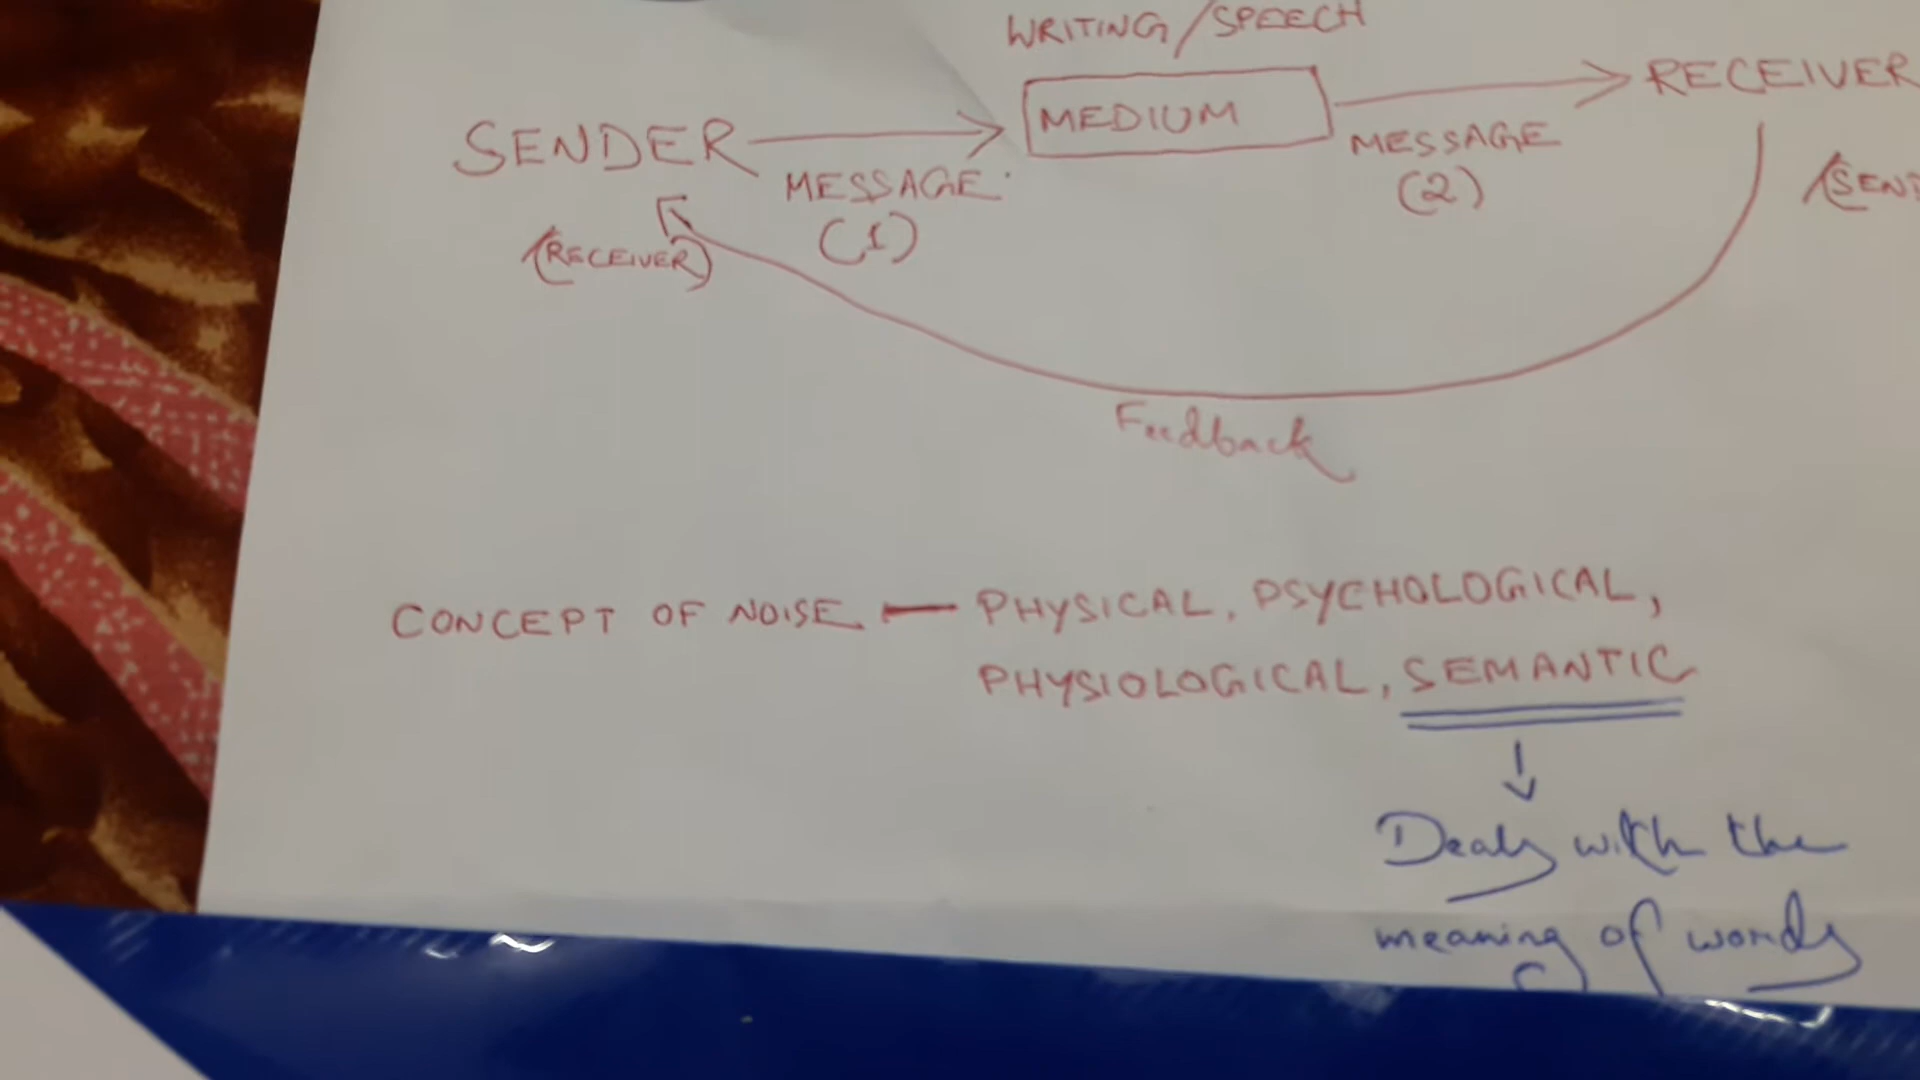 WRITING/SPEECH
SENDER
MEDIUM
RECEIVER
MESSAGE
(1)
MESSAGE
(2)
(RECEIVER)
(SEND
Feedback
CONCEPT OF NOISE — PHYSICAL, PSYCHOLOGICAL,
PHYSIOLOGICAL, SEMANTIC
Deals with the
meaning of words